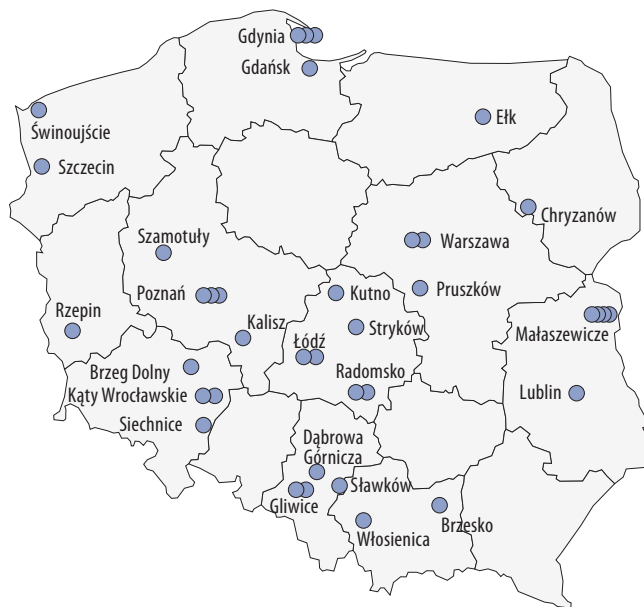 Gdynia
Gdańsk
Ełk
Świnoujście
Szczecin
Chryzanów
Szamotuły
Warszawa
Poznań
Kutno
Pruszków
Rzepin
Kalisz
Stryków
Małaszewicze
Łódź
Brzeg Dolny
Radomsko
Kąty Wrocławskie
Lublin
Siechnice
Dąbrowa
Górnicza
Sławków
Gliwice
Brzesko
Włosienica